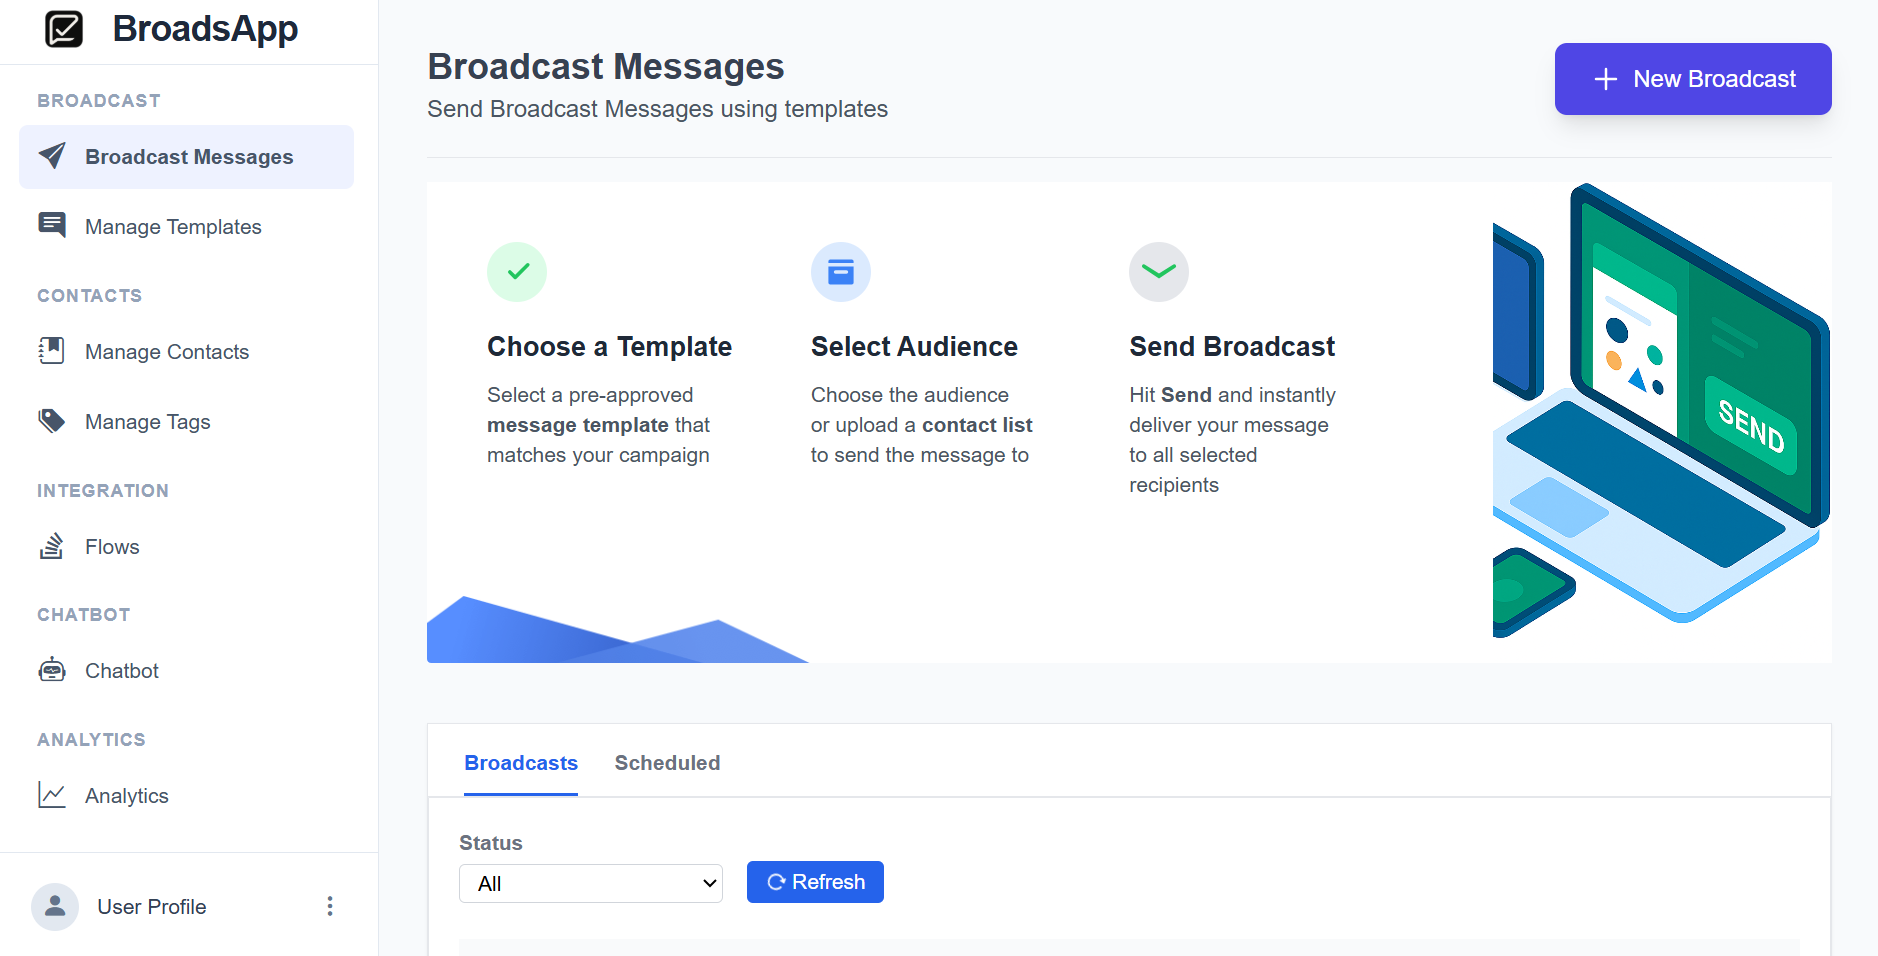 BroadsApp
BROADCAST
Broadcast Messages
Manage Templates
CONTACTS
Manage Contacts
Manage Tags
INTEGRATION
Flows
CHATBOT
Chatbot
ANALYTICS
Analytics
User Profile
Broadcast Messages
Send Broadcast Messages using templates
New Broadcast
Choose a Template
Select a pre-approved
message template that
matches your campaign
Select Audience
Choose the audience
or upload a contact list
to send the message to
Send Broadcast
Hit Send and instantly
deliver your message
to all selected
recipients
SEND
Broadcasts
Scheduled
Status
All
Refresh